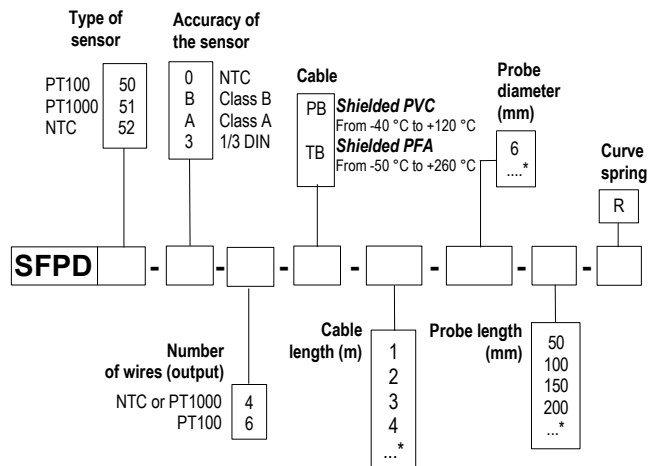 Type of
sensor
PT100 50
PT1000 51
NTC 52
Accuracy of
the sensor
0 NTC
B Class B
A Class A
3 1/3 DIN
Cable
PB Shielded PVC
From -40 °C to +120 °C
TB Shielded PFA
From -50 °C to +260 °C
Probe
diameter
(mm)
6
....*
Curve
spring
R
SFPD - - - - - - -
Number
of wires (output)
NTC or PT1000 4
PT100 6
Cable
length (m)
1
2
3
4
...*
Probe length
(mm)
50
100
150
200
...*